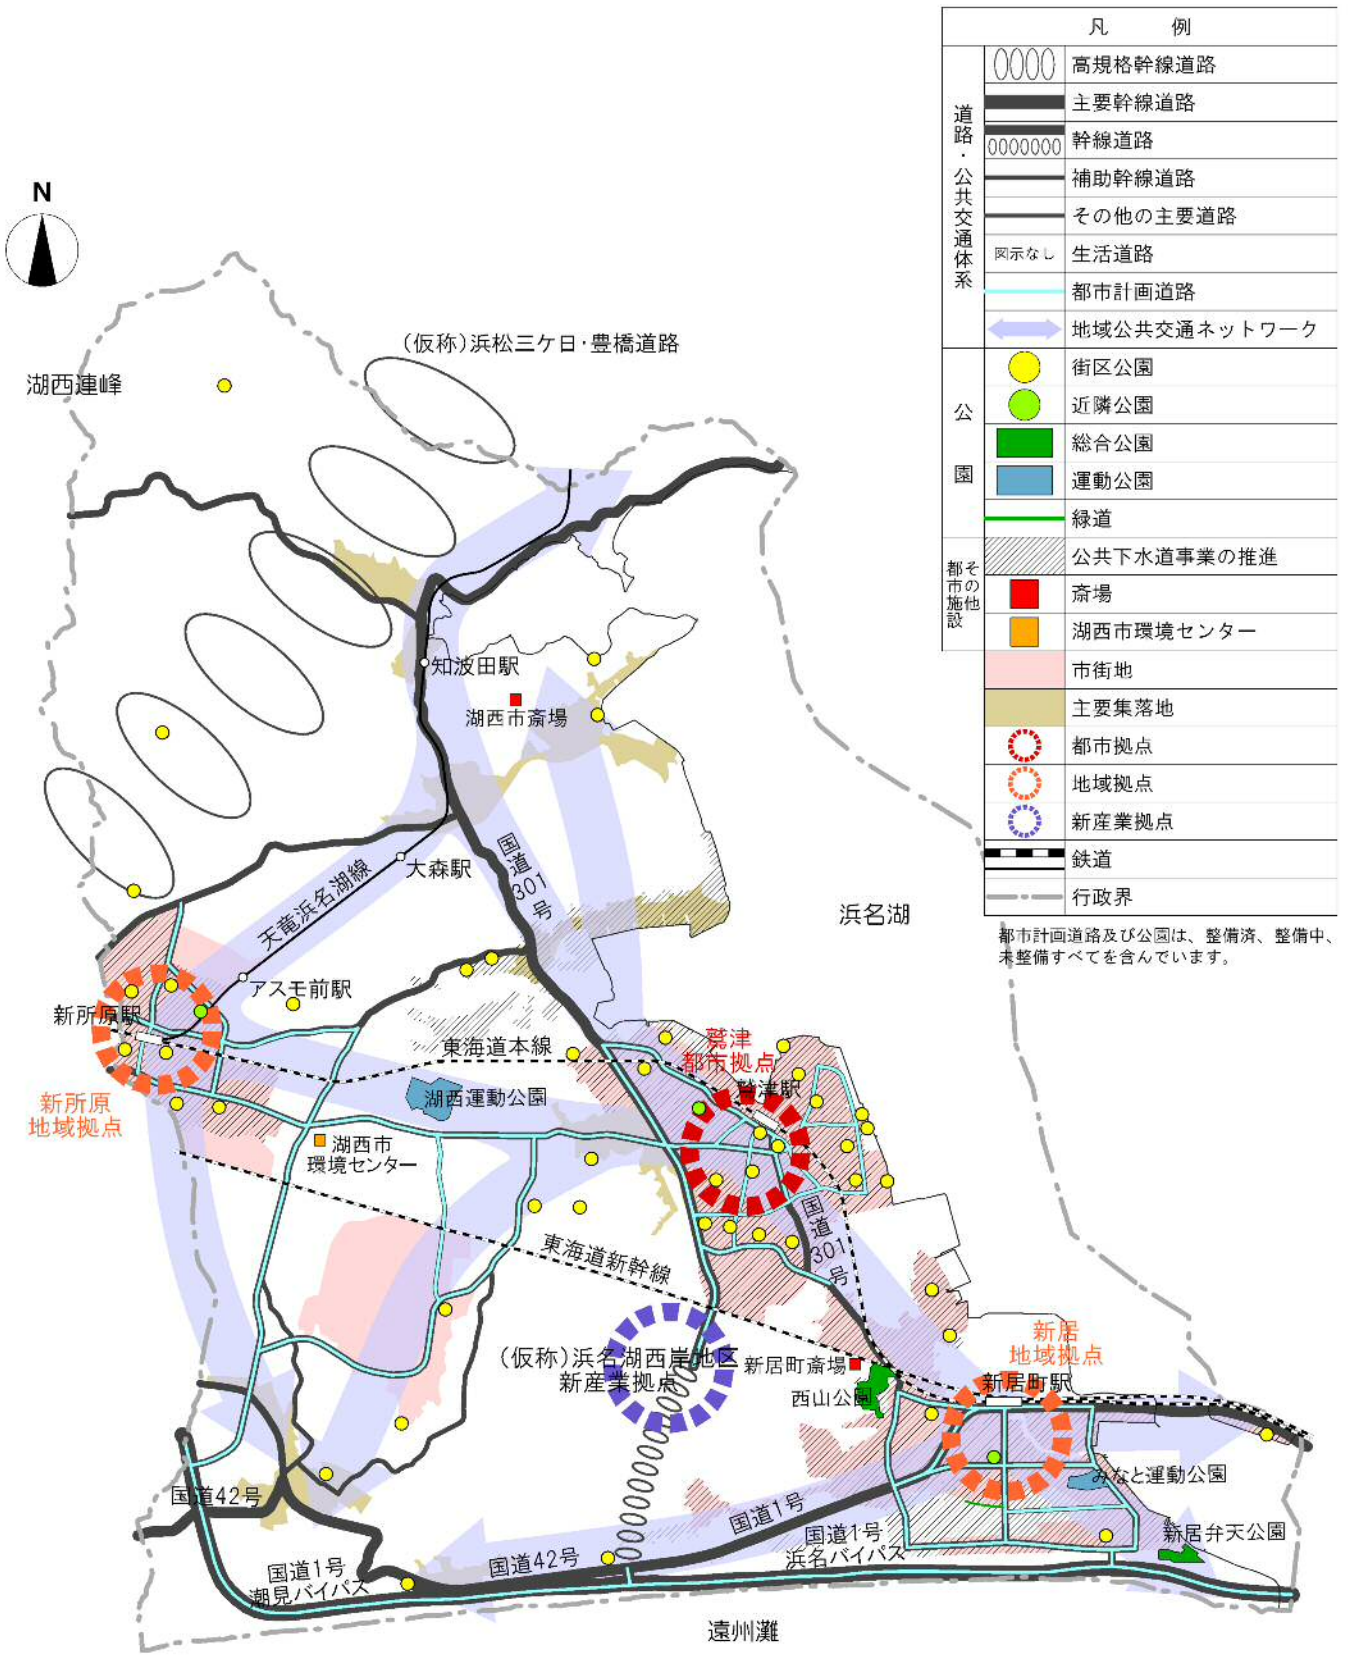 凡　例
道路・公共交通体系
高規格幹線道路
主要幹線道路
幹線道路
補助幹線道路
その他の主要道路
図示なし 生活道路
都市計画道路
地域公共交通ネットワーク
公園
街区公園
近隣公園
総合公園
運動公園
緑道
その他都市施設
公共下水道事業の推進
斎場
湖西市環境センター
市街地
主要集落地
都市拠点
地域拠点
新産業拠点
鉄道
行政界
都市計画道路及び公園は、整備済、整備中、
未整備すべてを含んでいます。
N
(仮称)浜松三ケ日・豊橋道路
湖西連峰
知波田駅
湖西市斎場
国道301号
大森駅
天竜浜名湖線
浜名湖
アスモ前駅
新所原駅
東海道本線
鷲津
都市拠点
鷲津駅
湖西運動公園
新所原
地域拠点
湖西市
環境センター
国道301号
東海道新幹線
新居
地域拠点
(仮称)浜名湖西岸地区
新産業拠点
新居町斎場
新居町駅
西山公園
みなと運動公園
国道42号
国道1号
国道1号
浜名バイパス
新居弁天公園
国道42号
国道1号
潮見バイパス
遠州灘